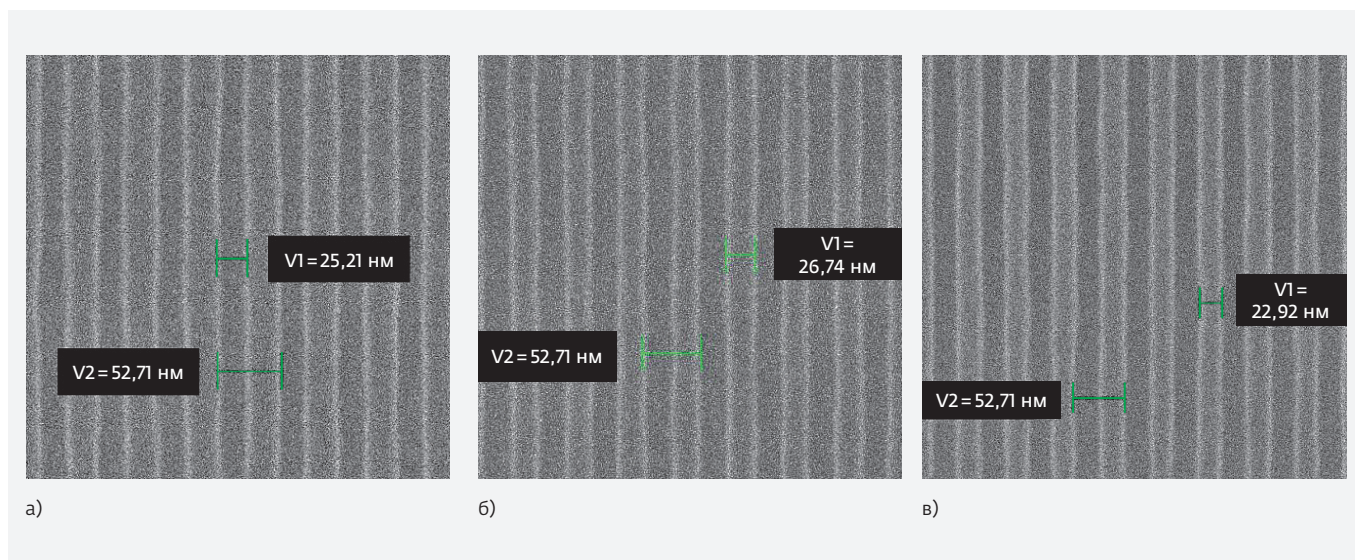 V1 = 25,21 нм
V2 = 52,71 нм
а)
V1 =
26,74 нм
V2 = 52,71 нм
б)
V1 =
22,92 нм
V2 = 52,71 нм
в)